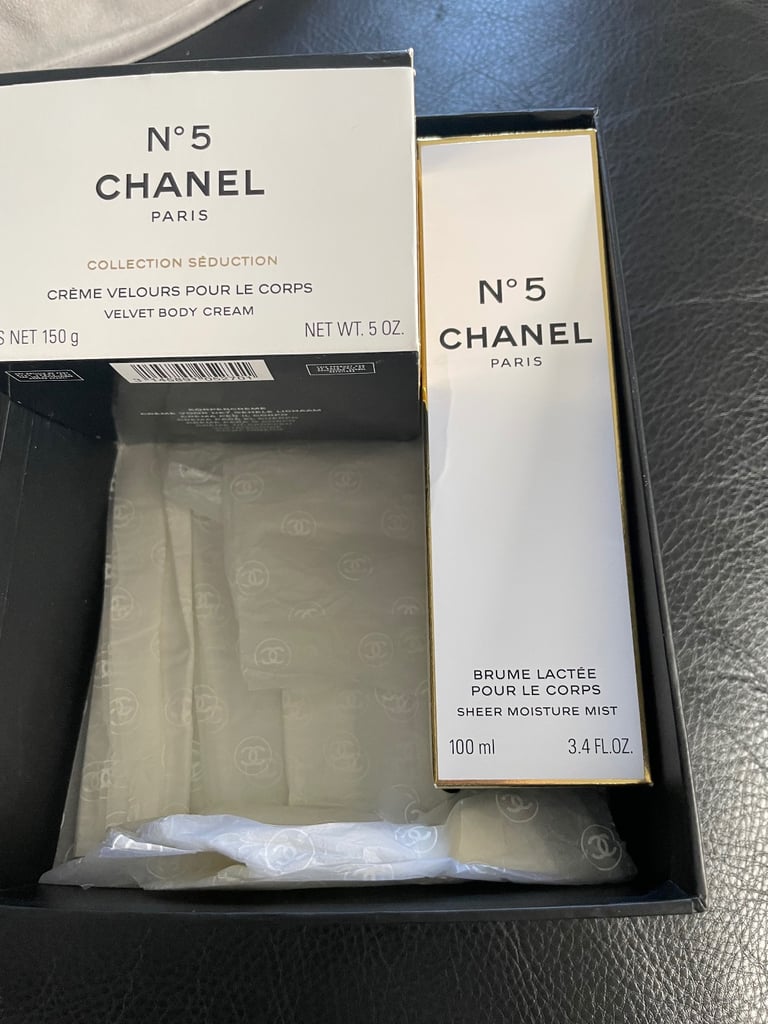 N°5
CHANEL
PARIS
COLLECTION SÉDUCTION
CRÈME VELOURS POUR LE CORPS
VELVET BODY CREAM
S NET 150 g
NET WT. 5 OZ.
KÖRPERCREME
N°5
CHANEL
PARIS
BRUME LACTÉE
POUR LE CORPS
SHEER MOISTURE MIST
100 ml
3.4 FL.OZ.